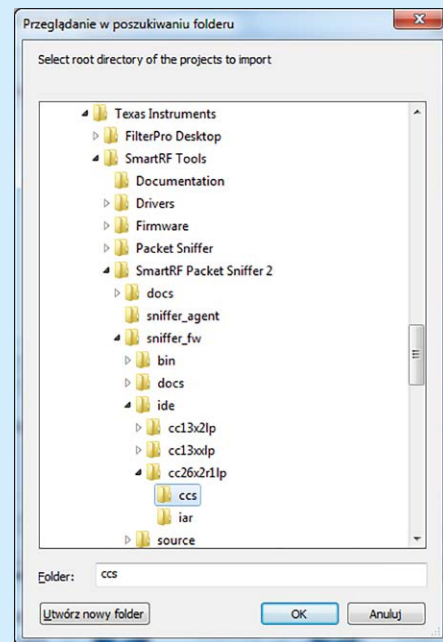 Przeglądanie w poszukiwaniu folderu
Select root directory of the projects to import
Texas Instruments
FilterPro Desktop
SmartRF Tools
Documentation
Drivers
Firmware
Packet Sniffer
SmartRF Packet Sniffer 2
docs
sniffer_agent
sniffer_fw
bin
docs
ide
cc13x2lp
cc13xxlp
cc26x2r1lp
ccs
iar
source
Folder: ccs
Utwórz nowy folder OK Anuluj